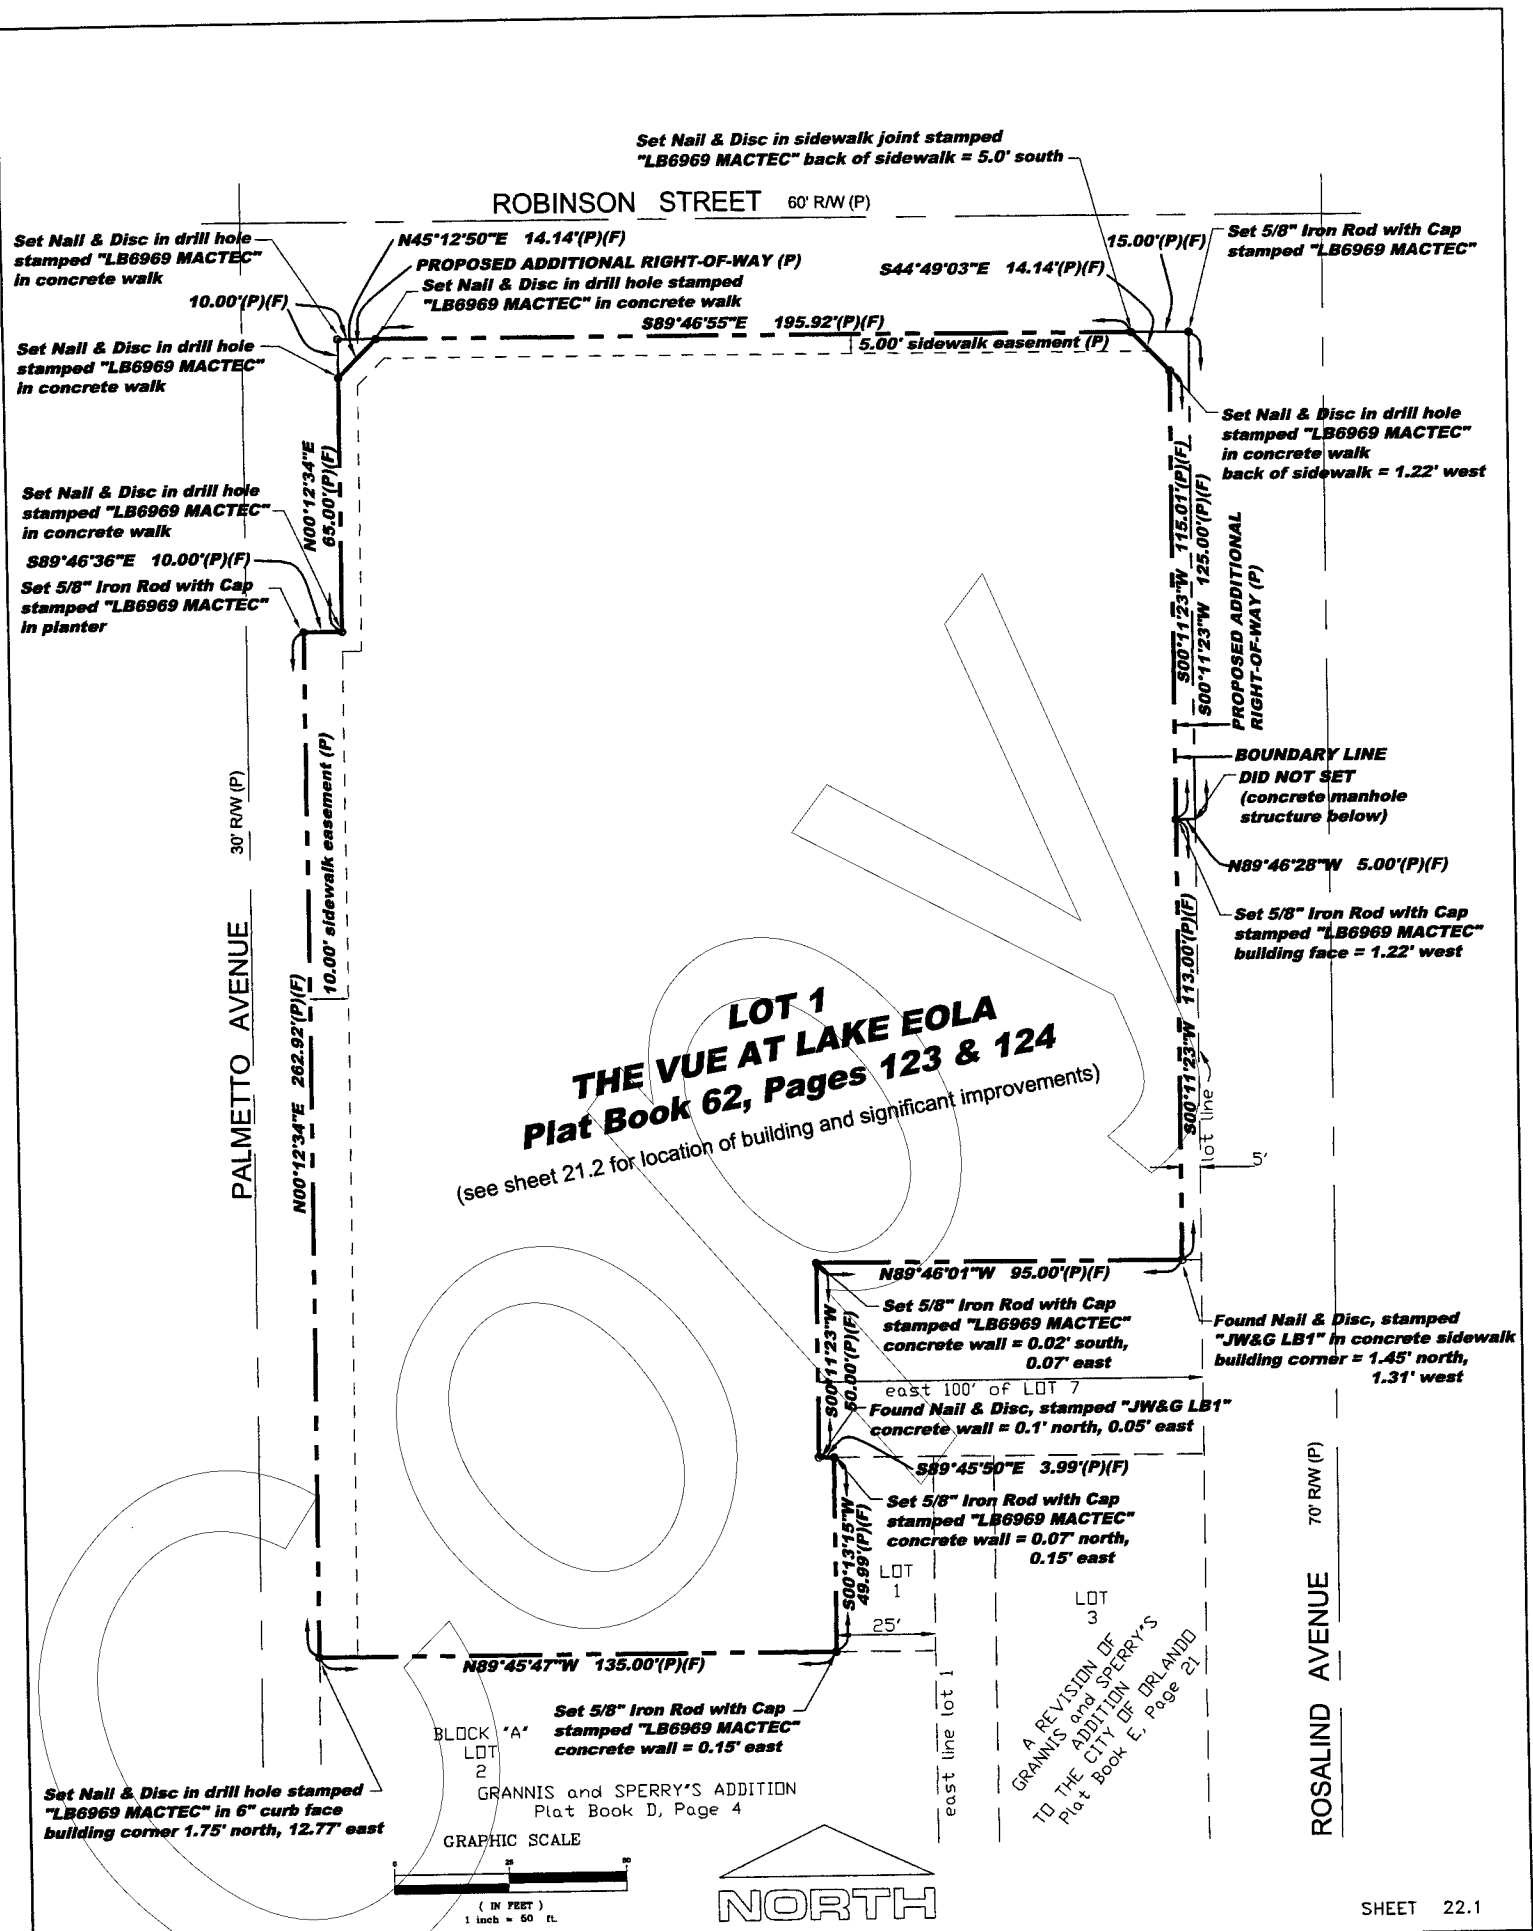 Set Nail & Disc in sidewalk joint stamped
"LB6969 MACTEC" back of sidewalk = 5.0' south
ROBINSON STREET 60' R/W (P)
Set Nail & Disc in drill hole
stamped "LB6969 MACTEC"
in concrete walk
N45°12'50"E 14.14'(P)(F)
PROPOSED ADDITIONAL RIGHT-OF-WAY (P)
Set Nail & Disc in drill hole stamped
"LB6969 MACTEC" in concrete walk
15.00'(P)(F)
Set 5/8" Iron Rod with Cap
stamped "LB6969 MACTEC"
S44°49'03"E 14.14'(P)(F)
10.00'(P)(F)
S89°46'55"E 195.92'(P)(F)
5.00' sidewalk easement (P)
Set Nail & Disc in drill hole
stamped "LB6969 MACTEC"
in concrete walk
Set Nail & Disc in drill hole
stamped "LB6969 MACTEC"
in concrete walk
back of sidewalk = 1.22' west
N00°12'34"E
65.00'(P)(F)
S00°11'23"W 115.01'(P)(F)
S00°11'23"W 125.00'(P)(F)
PROPOSED ADDITIONAL
RIGHT-OF-WAY (P)
Set Nail & Disc in drill hole
stamped "LB6969 MACTEC"
in concrete walk
S89°46'36"E 10.00'(P)(F)
Set 5/8" Iron Rod with Cap
stamped "LB6969 MACTEC"
in planter
BOUNDARY LINE
DID NOT SET
(concrete manhole
structure below)
N89°46'28"W 5.00'(P)(F)
Set 5/8" Iron Rod with Cap
stamped "LB6969 MACTEC"
building face = 1.22' west
10.00' sidewalk easement (P)
PALMETTO AVENUE 30' R/W (P)
N00°12'34"E 262.92'(P)(F)
S00°11'23"W 113.00'(P)(F)
lot line
5'
LOT 1
THE VUE AT LAKE EOLA
Plat Book 62, Pages 123 & 124
(see sheet 21.2 for location of building and significant improvements)
COPY
N89°46'01"W 95.00'(P)(F)
Set 5/8" Iron Rod with Cap
stamped "LB6969 MACTEC"
concrete wall = 0.02' south,
0.07' east
Found Nail & Disc, stamped
"JW&G LB1" in concrete sidewalk
building corner = 1.45' north,
1.31' west
S00°11'23"W
50.00'(P)(F)
east 100' of LOT 7
Found Nail & Disc, stamped "JW&G LB1"
concrete wall = 0.1' north, 0.05' east
S89°45'50"E 3.99'(P)(F)
Set 5/8" Iron Rod with Cap
stamped "LB6969 MACTEC"
concrete wall = 0.07' north,
0.15' east
S00°13'15"W
49.99'(P)(F)
LOT
1
25'
LOT
3
A REVISION OF
GRANNIS and SPERRY'S
ADDITION
TO THE CITY OF ORLANDO
Plat Book E, Page 21
east line lot 1
ROSALIND AVENUE 70' R/W (P)
N89°45'47"W 135.00'(P)(F)
Set 5/8" Iron Rod with Cap
stamped "LB6969 MACTEC"
concrete wall = 0.15' east
BLOCK "A"
LOT
2
GRANNIS and SPERRY'S ADDITION
Plat Book D, Page 4
Set Nail & Disc in drill hole stamped
"LB6969 MACTEC" in 6" curb face
building corner 1.75' north, 12.77' east
GRAPHIC SCALE
0 25 50
( IN FEET )
1 inch = 50 ft.
NORTH
SHEET 22.1